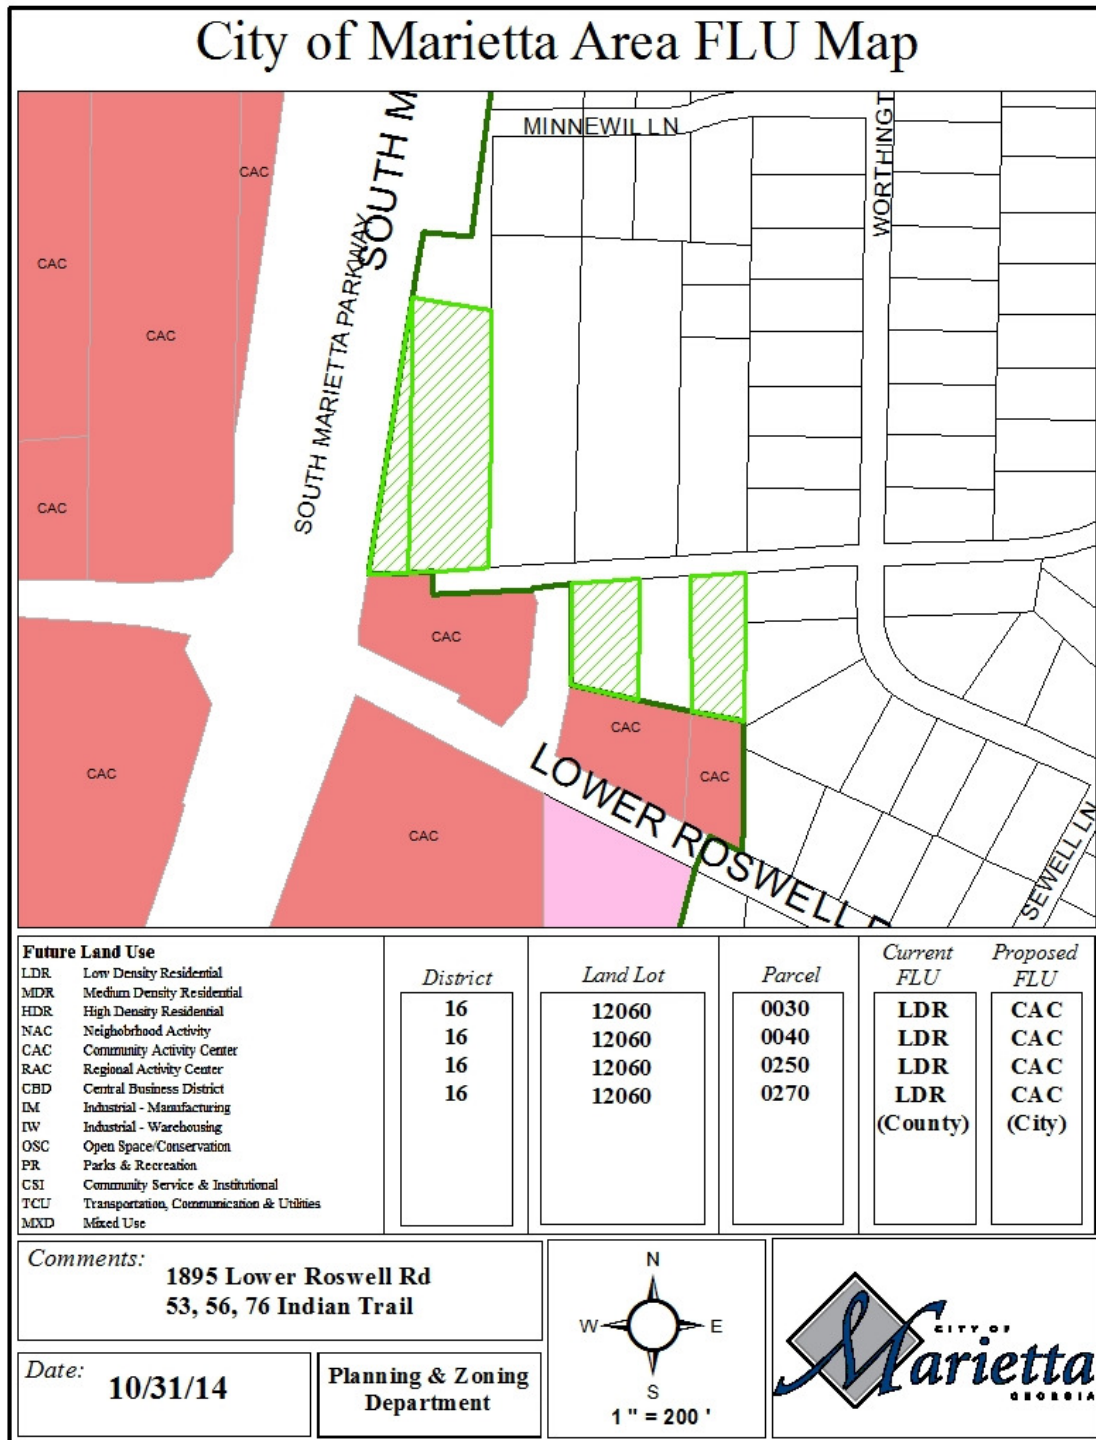 City of Marietta Area FLU Map
SOUTH M
MINNEWIL LN
WORTHINGT
CAC
CAC
CAC
SOUTH MARIETTA PARKWAY
CAC
CAC
CAC
CAC
CAC
CAC
LOWER ROSWELL R
SEWELL LN
Future Land Use
LDR Low Density Residential
MDR Medium Density Residential
HDR High Density Residential
NAC Neighobrhood Activity
CAC Community Activity Center
RAC Regional Activity Center
CBD Central Business District
IM Industrial - Manufacturing
IW Industrial - Warehousing
OSC Open Space/Conservation
PR Parks & Recreation
CSI Community Service & Institutional
TCU Transportation, Communication & Utilities
MXD Mixed Use
District Land Lot Parcel Current FLU Proposed FLU
16 12060 0030 LDR CAC
16 12060 0040 LDR CAC
16 12060 0250 LDR CAC
16 12060 0270 LDR CAC
(County) (City)
Comments:
1895 Lower Roswell Rd
53, 56, 76 Indian Trail
Date:
10/31/14
Planning & Zoning
Department
N
W E
S
1 " = 200 '
CITY OF
Marietta
GEORGIA